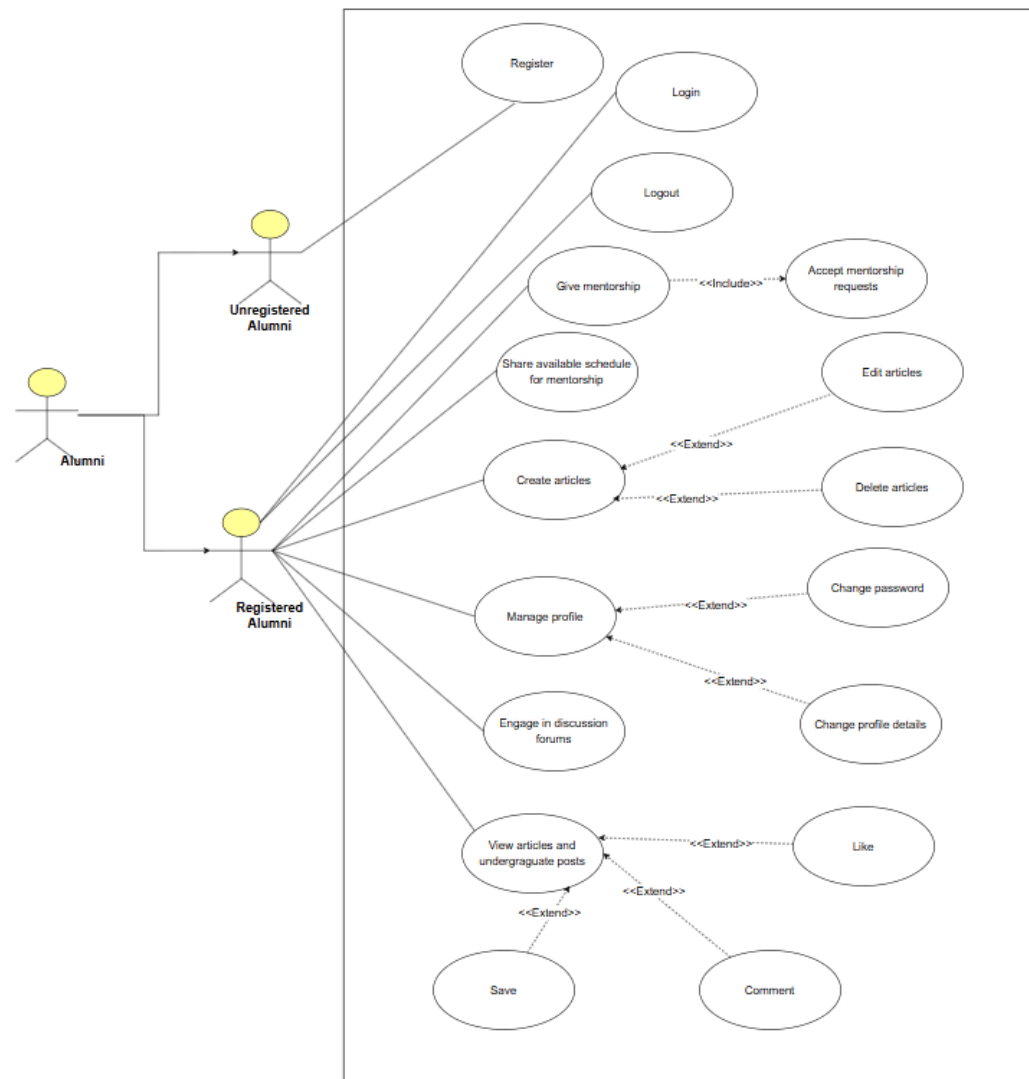 Register
Login
Logout
Give mentorship
<<Include>>
Accept mentorship
requests
Unregistered
Alumni
Share available schedule
for mentorship
Edit articles
<<Extend>>
Alumni
Create articles
<<Extend>>
Delete articles
Registered
Alumni
Manage profile
<<Extend>>
Change password
<<Extend>>
Change profile details
Engage in discussion
forums
View articles and
undergraguate posts
<<Extend>>
Like
<<Extend>>
<<Extend>>
Save
Comment